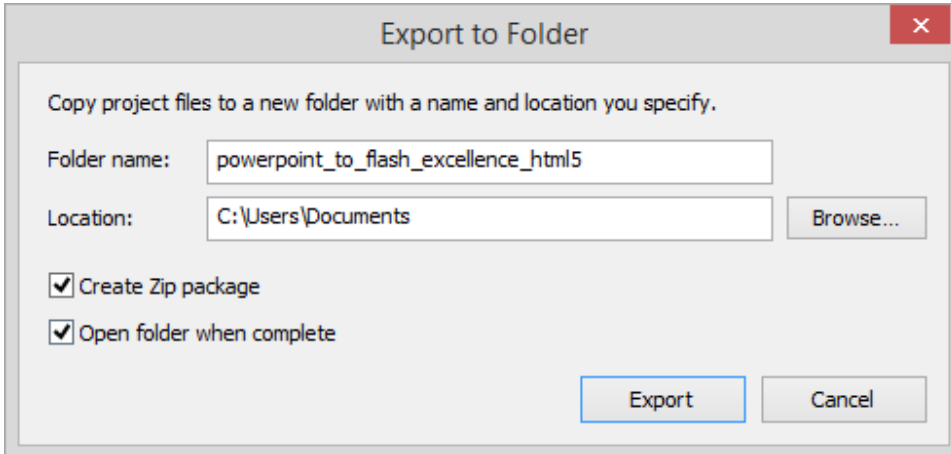 Export to Folder
Copy project files to a new folder with a name and location you specify.
Folder name: powerpoint_to_flash_excellence_html5
Location: C:\Users\Documents Browse...
Create Zip package
Open folder when complete
Export Cancel